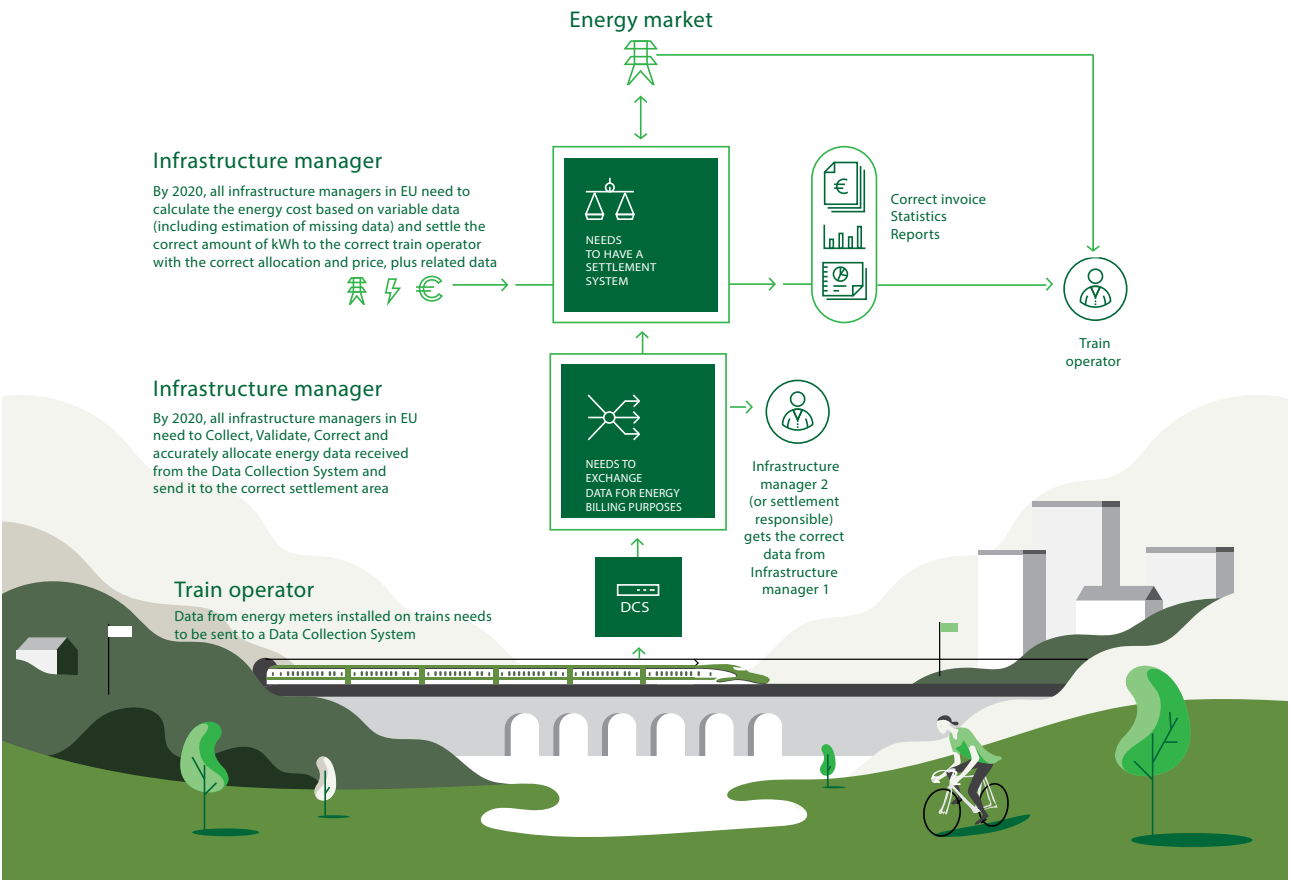 Energy market
Infrastructure manager
By 2020, all infrastructure managers in EU need to
calculate the energy cost based on variable data
(including estimation of missing data) and settle the
correct amount of kWh to the correct train operator
with the correct allocation and price, plus related data
€
NEEDS
TO HAVE A
SETTLEMENT
SYSTEM
€
Correct invoice
Statistics
Reports
Train
operator
Infrastructure manager
By 2020, all infrastructure managers in EU
need to Collect, Validate, Correct and
accurately allocate energy data received
from the Data Collection System and
send it to the correct settlement area
NEEDS TO
EXCHANGE
DATA FOR ENERGY
BILLING PURPOSES
Infrastructure
manager 2
(or settlement
responsible)
gets the correct
data from
Infrastructure
manager 1
Train operator
Data from energy meters installed on trains needs
to be sent to a Data Collection System
DCS